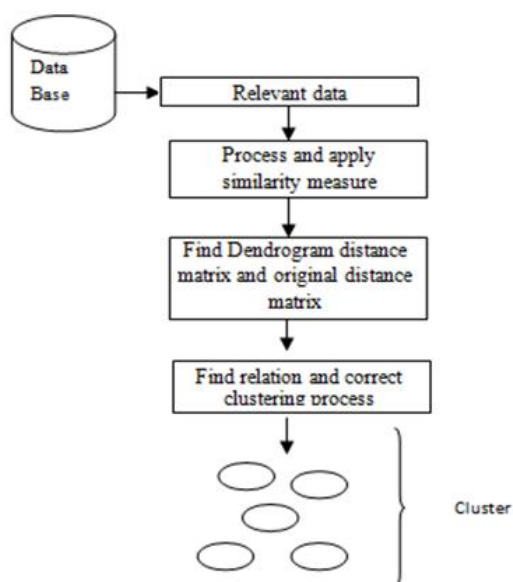 Data
Base
Relevant data
Process and apply
similarity measure
Find Dendrogram distance
matrix and original distance
matrix
Find relation and correct
clustering process
Cluster